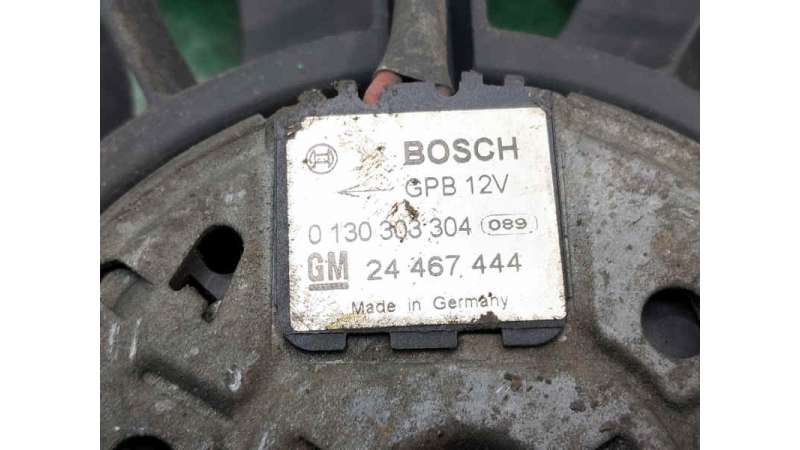 BOSCH
GPB 12V
0 130 303 304 089
GM 24 467 444
Made in Germany